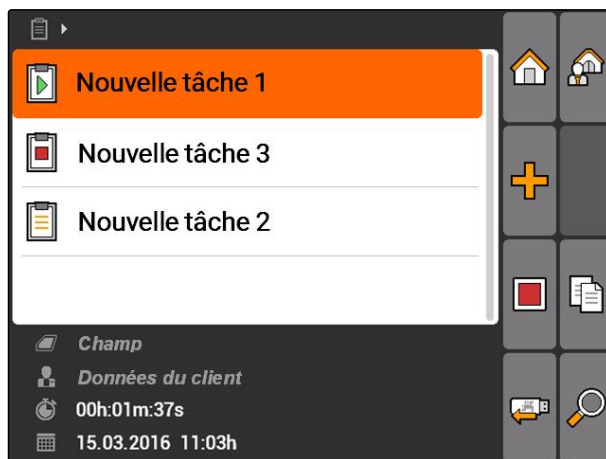 Nouvelle tâche 1
Nouvelle tâche 3
Nouvelle tâche 2
Champ
Données du client
00h:01m:37s
15.03.2016 11:03h